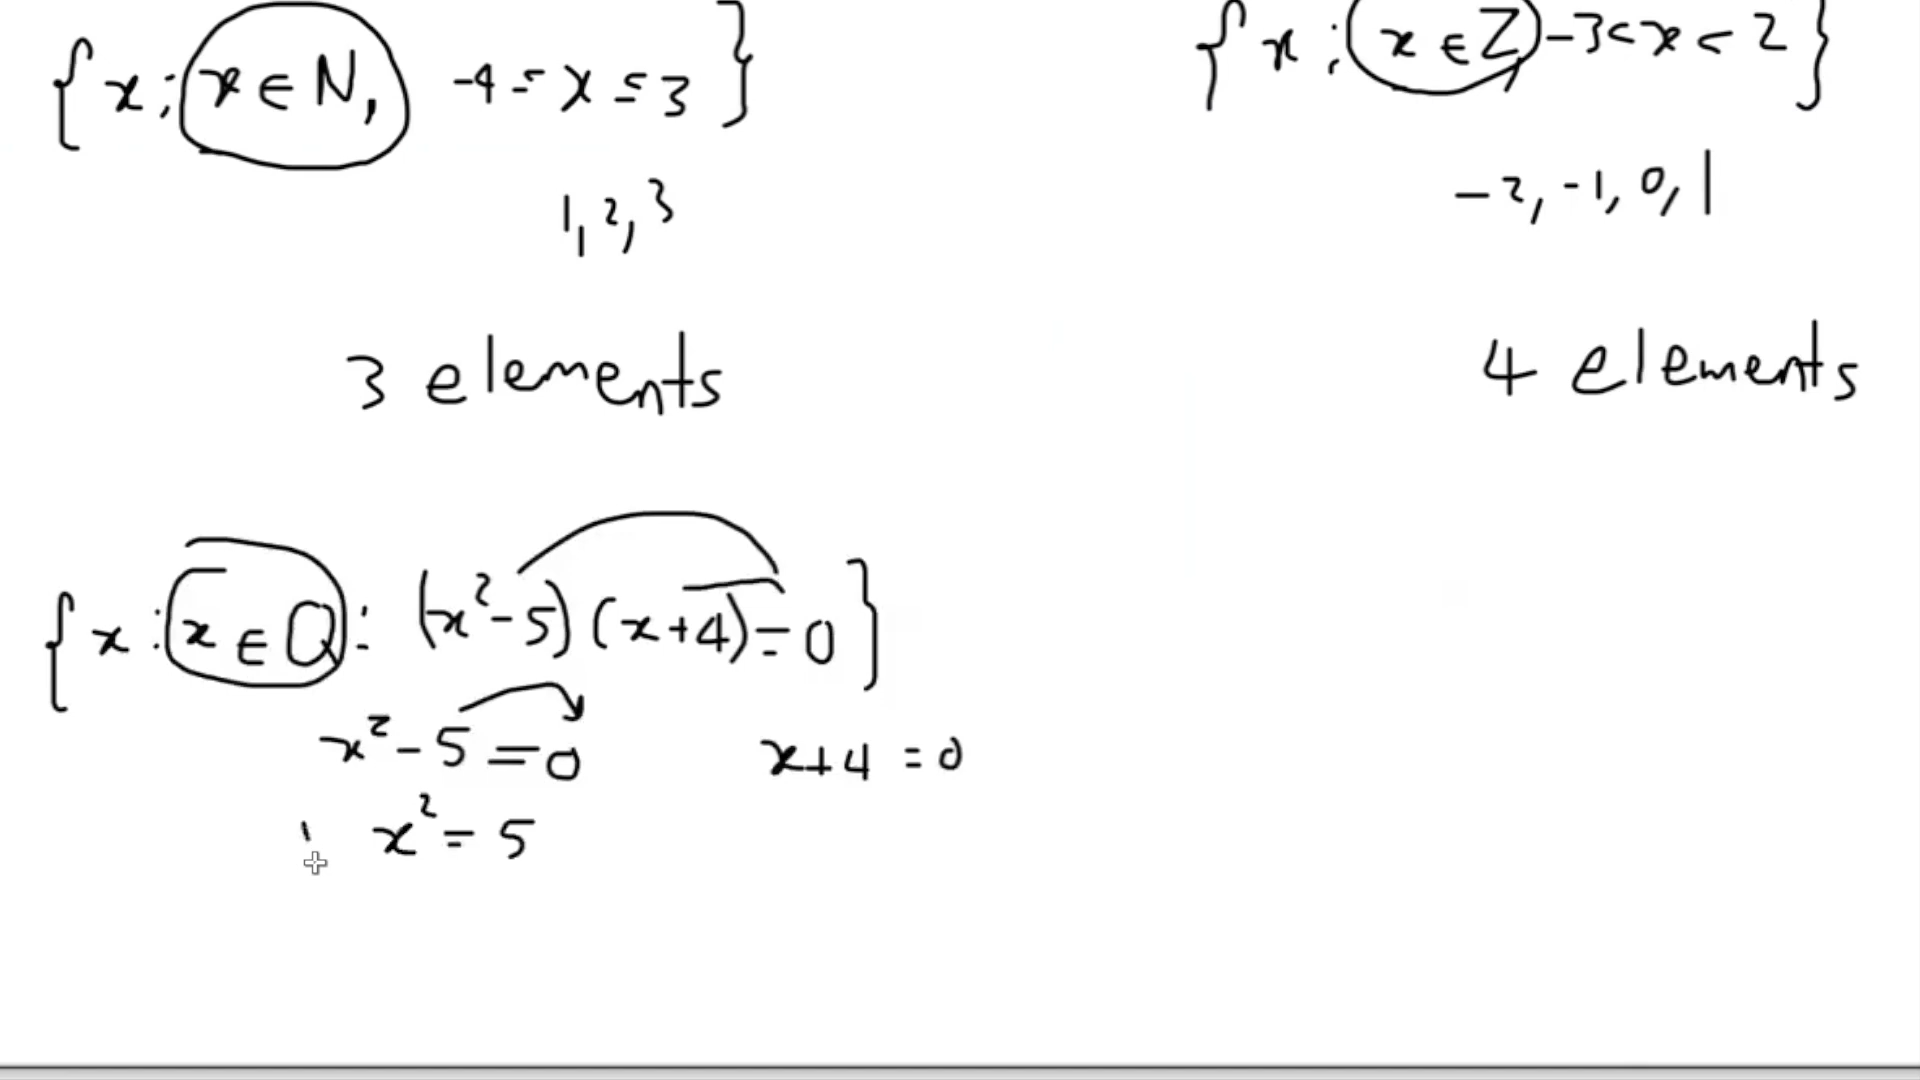 {x : x ∈ N, -4 ≤ x ≤ 3}
1, 2, 3
3 elements
{x ; x ∈ Z, -3 < x < 2}
-2, -1, 0, 1
4 elements
{x : x ∈ Q : (x²-5)(x+4)=0}
x²-5=0 x+4=0
x²=5